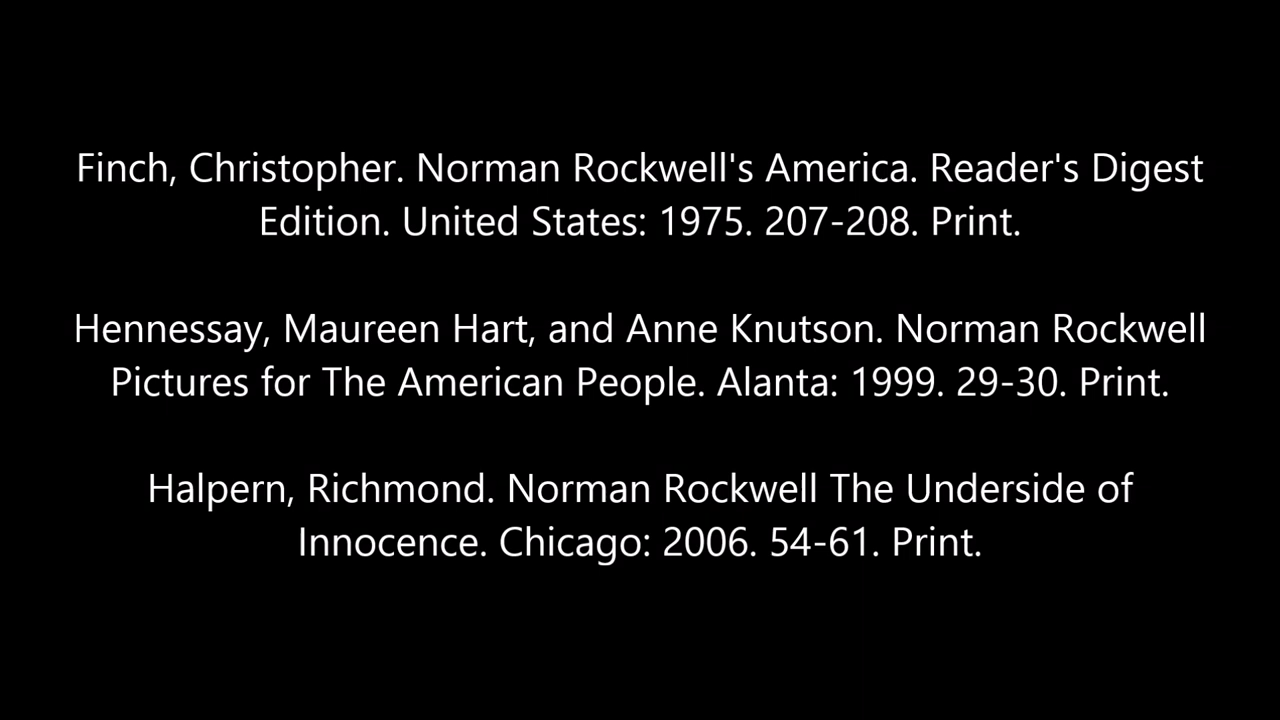 Finch, Christopher. Norman Rockwell's America. Reader's Digest
Edition. United States: 1975. 207-208. Print.
Hennessay, Maureen Hart, and Anne Knutson. Norman Rockwell
Pictures for The American People. Alanta: 1999. 29-30. Print.
Halpern, Richmond. Norman Rockwell The Underside of
Innocence. Chicago: 2006. 54-61. Print.